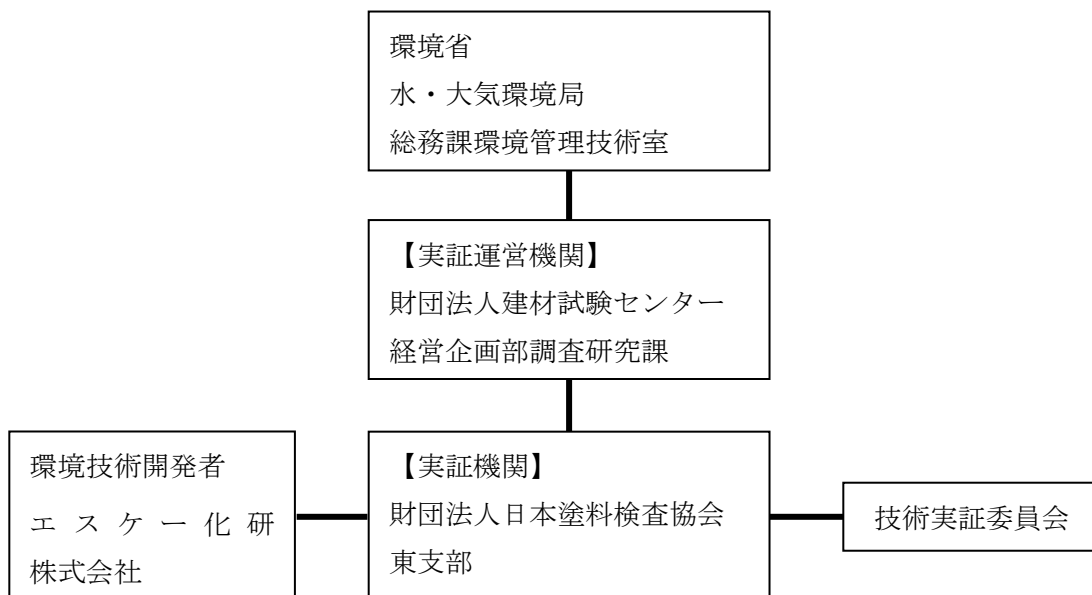 環境省
水・大気環境局
総務課環境管理技術室
【実証運営機関】
財団法人建材試験センター
経営企画部調査研究課
環境技術開発者
エスケー化研
株式会社
【実証機関】
財団法人日本塗料検査協会
東支部
技術実証委員会